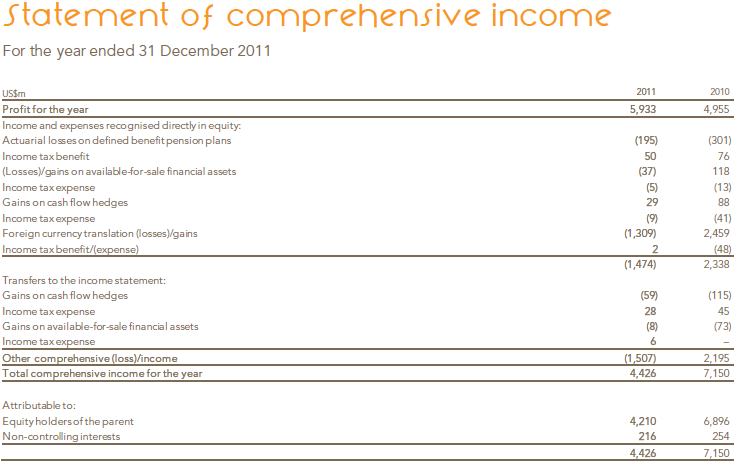 Statement of comprehensive income
For the year ended 31 December 2011
US$m 2011 2010
Profit for the year 5,933 4,955
Income and expenses recognised directly in equity:
Actuarial losses on defined benefit pension plans (195) (301)
Income tax benefit 50 76
(Losses)/gains on available-for-sale financial assets (37) 118
Income tax expense (5) (13)
Gains on cash flow hedges 29 88
Income tax expense (9) (41)
Foreign currency translation (losses)/gains (1,309) 2,459
Income tax benefit/(expense) 2 (48)
(1,474) 2,338
Transfers to the income statement:
Gains on cash flow hedges (59) (115)
Income tax expense 28 45
Gains on available-for-sale financial assets (8) (73)
Income tax expense 6 –
Other comprehensive (loss)/income (1,507) 2,195
Total comprehensive income for the year 4,426 7,150
Attributable to:
Equity holders of the parent 4,210 6,896
Non-controlling interests 216 254
4,426 7,150